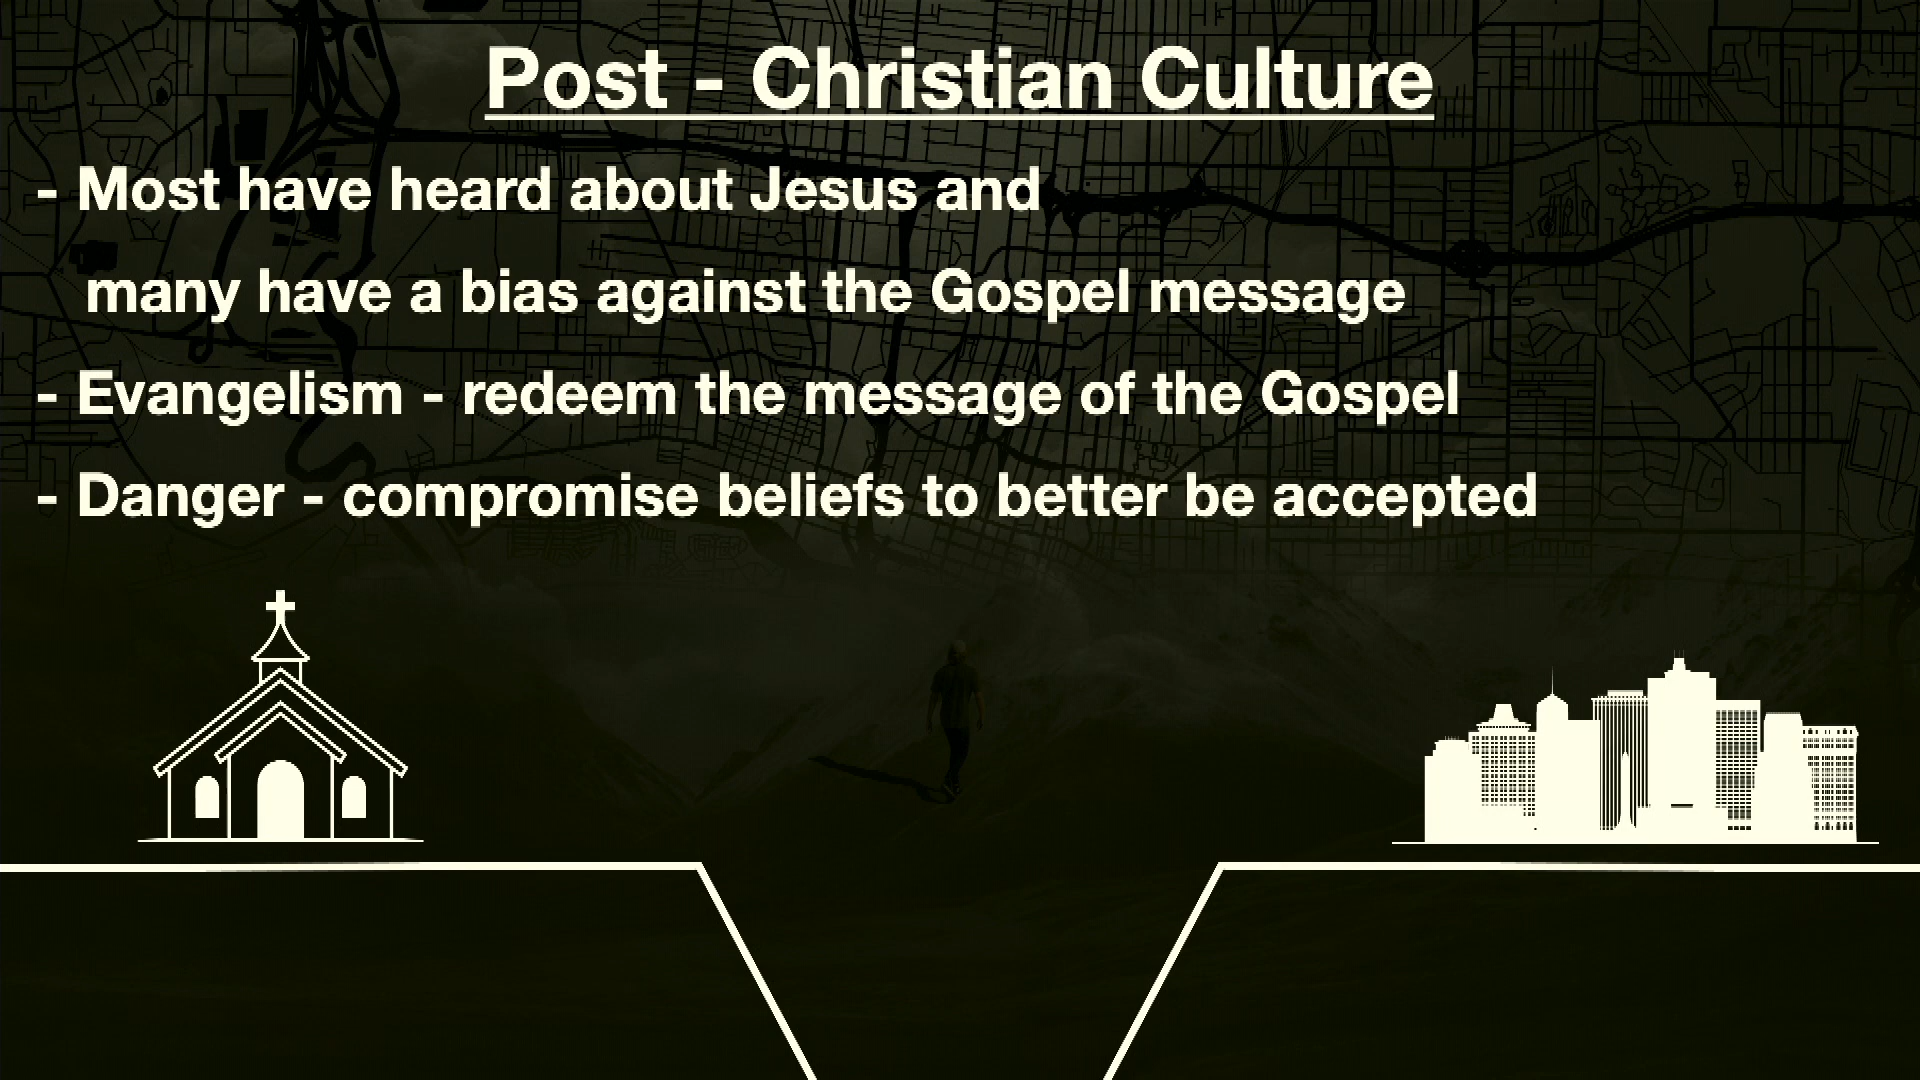 Post - Christian Culture
- Most have heard about Jesus and
many have a bias against the Gospel message
- Evangelism - redeem the message of the Gospel
- Danger - compromise beliefs to better be accepted